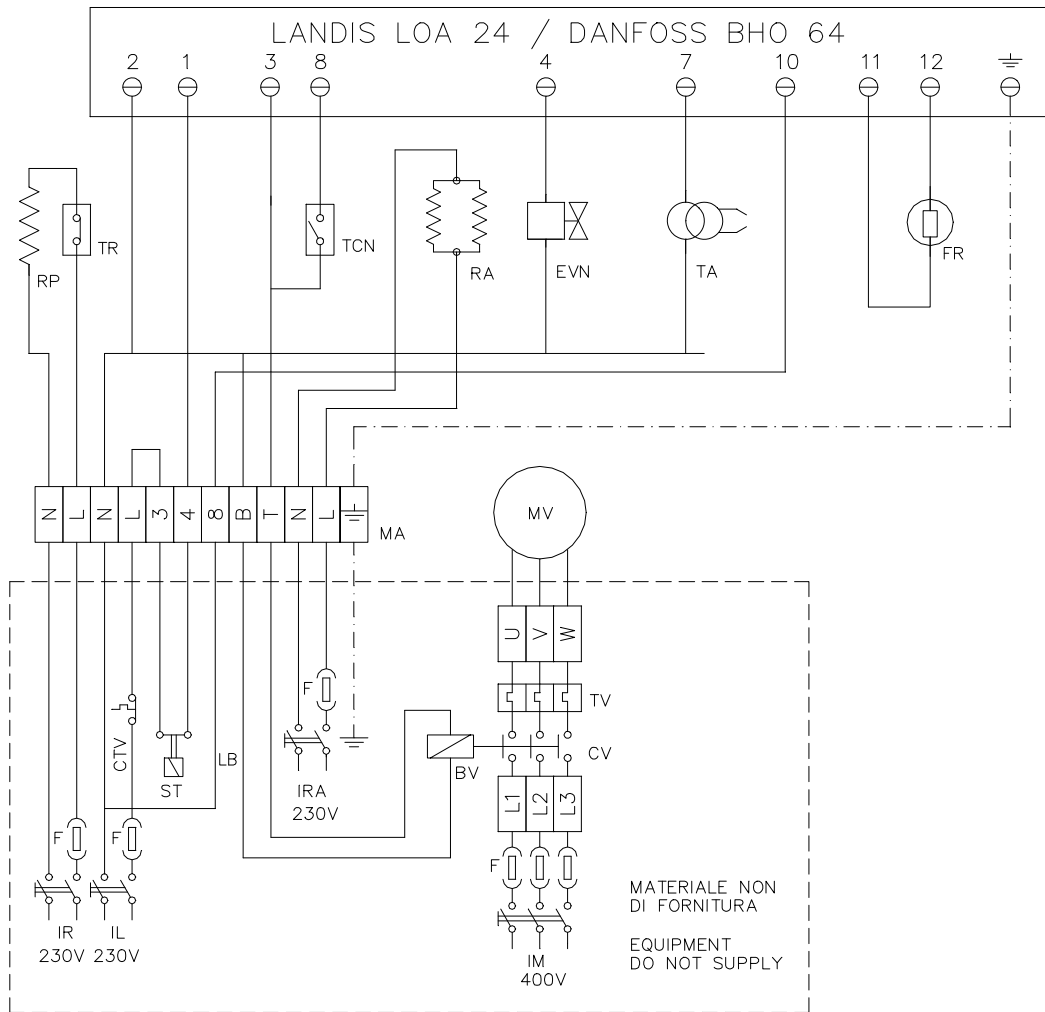 LANDIS LOA 24 / DANFOSS BHO 64
2 1 3 8 4 7 10 11 12
RP
TR
TCN
RA
EVN
TA
FR
N L N L 3 4 8 B T N L
MA
MV
U V W
TV
CTV
ST
LB
F
IRA
230V
BV
CV
L1 L2 L3
F
F
F
IR
230V
IL
230V
IM
400V
MATERIALE NON
DI FORNITURA
EQUIPMENT
DO NOT SUPPLY